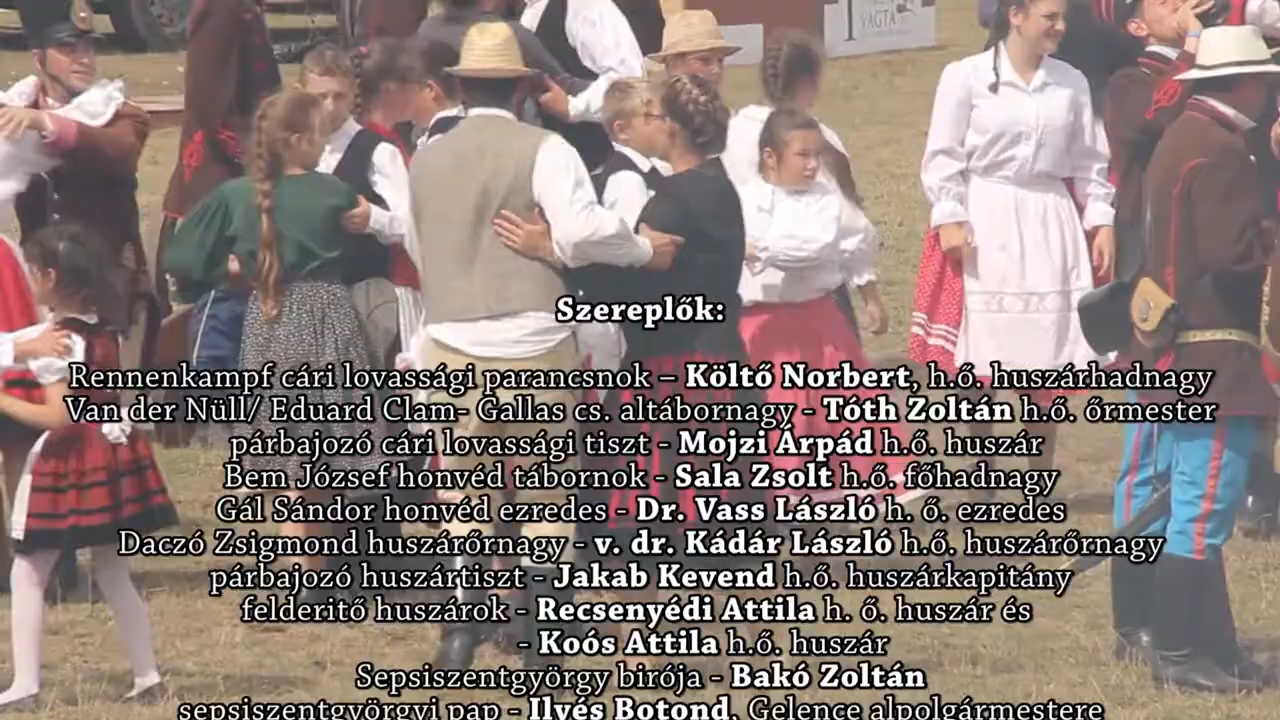 VÁGTA
Szereplők:
Rennenkampf cári lovassági parancsnok – Költő Norbert, h.ő. huszárhadnagy
Van der Nüll/ Eduard Clam- Gallas cs. altábornagy - Tóth Zoltán h.ő. őrmester
párbajozó cári lovassági tiszt - Mojzi Árpád h.ő. huszár
Bem József honvéd tábornok - Sala Zsolt h.ő. főhadnagy
Gál Sándor honvéd ezredes - Dr. Vass László h. ő. ezredes
Daczó Zsigmond huszárőrnagy - v. dr. Kádár László h.ő. huszárőrnagy
párbajozó huszártiszt - Jakab Kevend h.ő. huszárkapitány
felderitő huszárok - Recsenyédi Attila h. ő. huszár és
- Koós Attila h.ő. huszár
Sepsiszentgyörgy birója - Bakó Zoltán
sepsiszentgyörgyi pap - Ilyés Botond, Gelence alpolgármestere